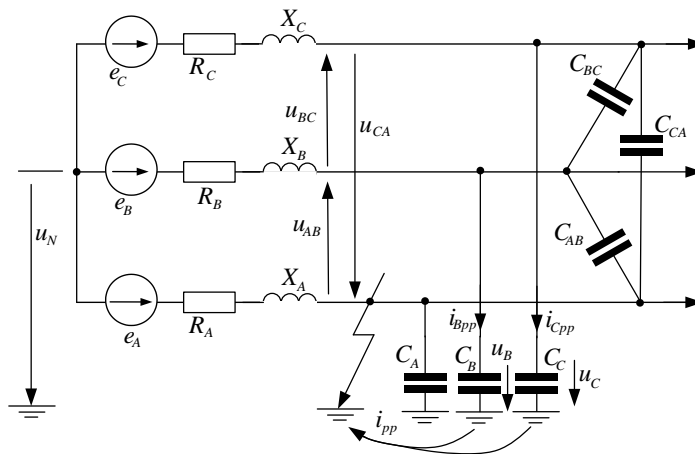 X_C
e_C
R_C
C_BC
u_BC
u_CA
C_CA
X_B
e_B
R_B
u_N
u_AB
C_AB
X_A
e_A
R_A
i_Bpp
i_Cpp
C_A
C_B
u_B
C_C
u_C
i_pp